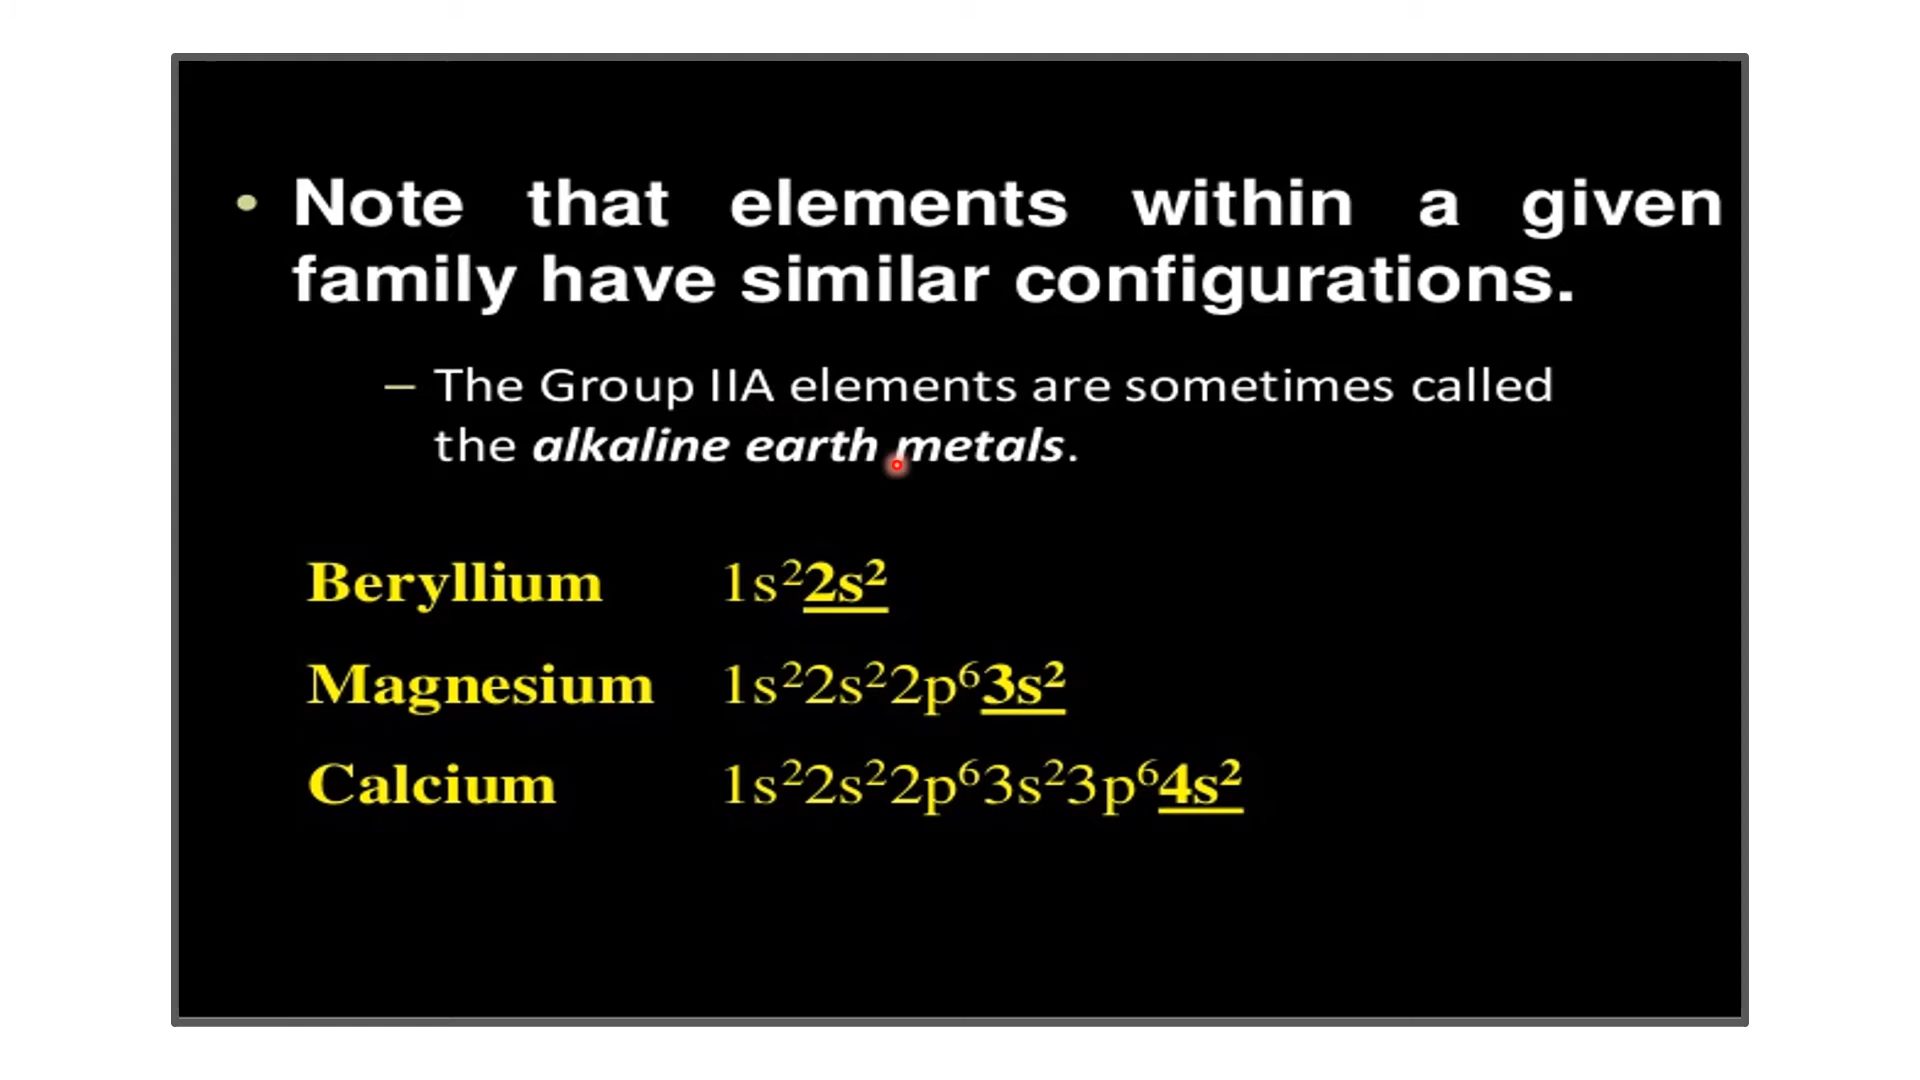 • Note that elements within a given
family have similar configurations.
– The Group IIA elements are sometimes called
the alkaline earth metals.
Beryllium 1s²2s²
Magnesium 1s²2s²2p⁶3s²
Calcium 1s²2s²2p⁶3s²3p⁶4s²